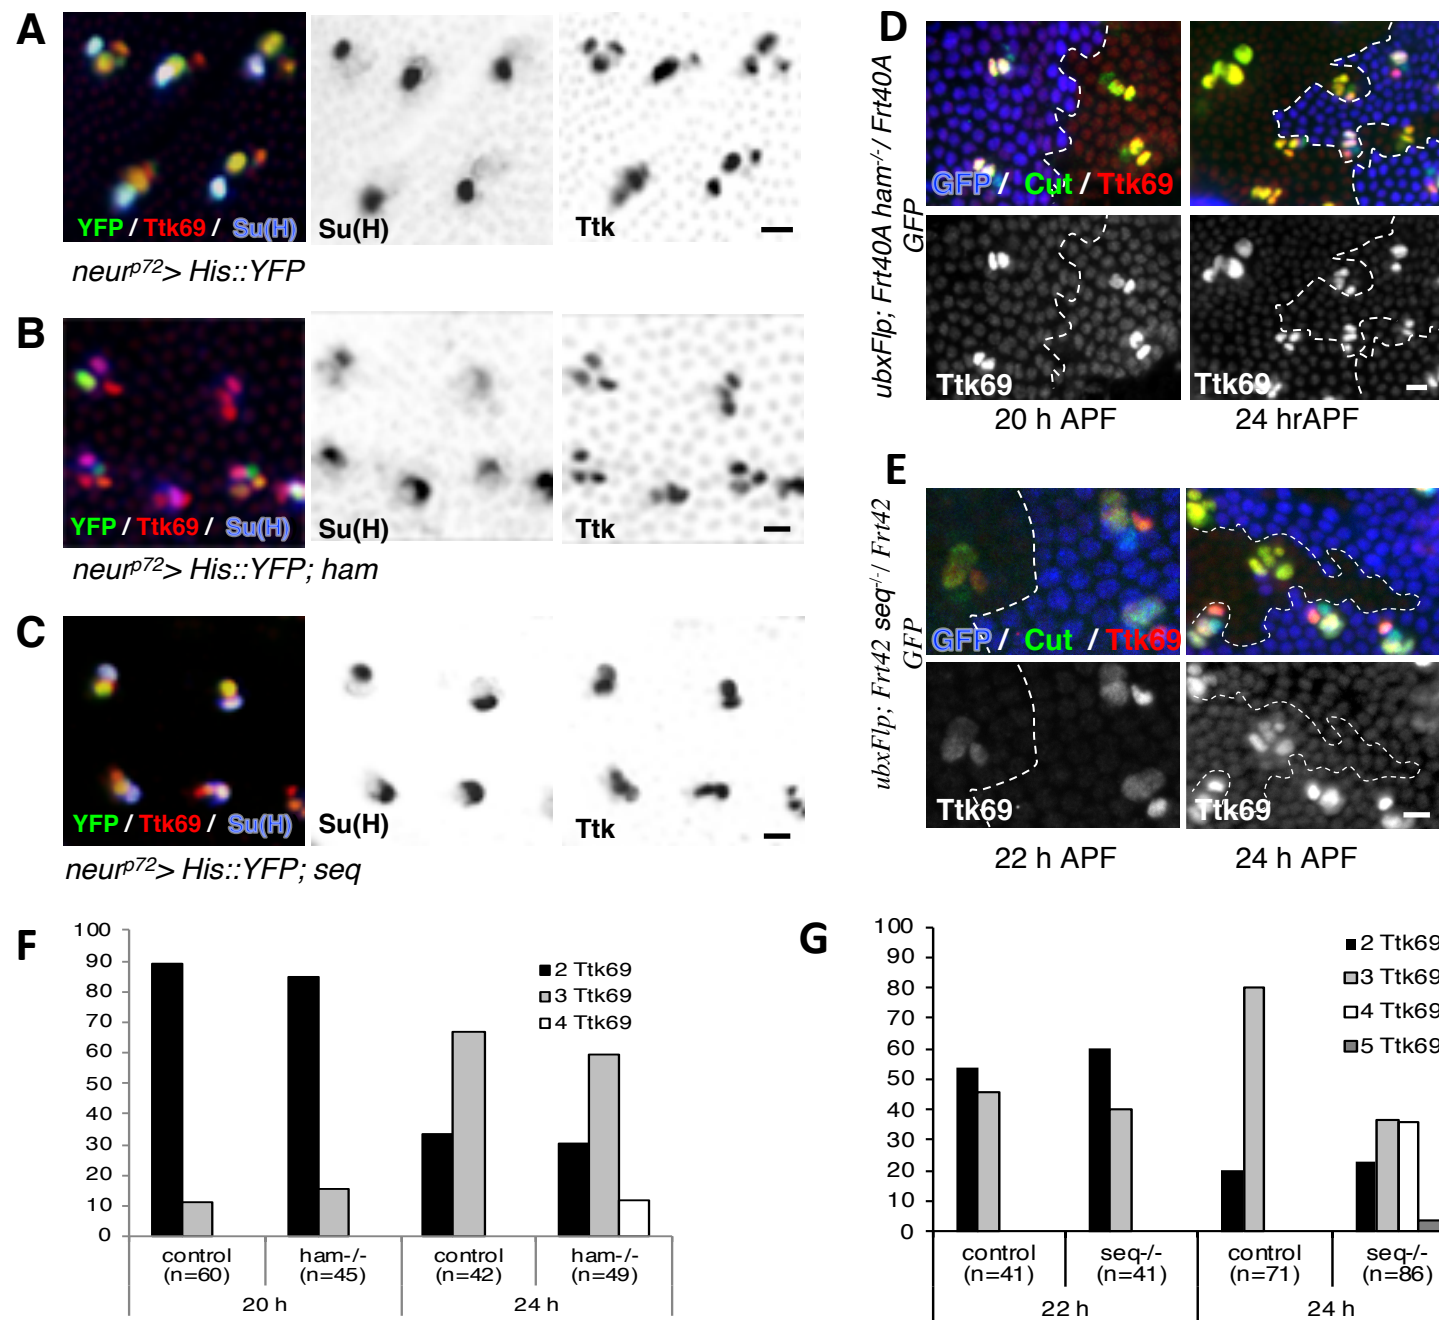 A
YFP / Ttk69 / Su(H)
Su(H)
Ttk
neurp72> His::YFP
B
YFP / Ttk69 / Su(H)
Su(H)
Ttk
neurp72> His::YFP; ham
C
YFP / Ttk69 / Su(H)
Su(H)
Ttk
neurp72> His::YFP; seq
D
ubxFlp; Frt40A ham-/-/ Frt40A
GFP
GFP / Cut / Ttk69
Ttk69
Ttk69
20 h APF
24 hrAPF
E
ubxFlp; Frt42 seq-/-/ Frt42
GFP
GFP / Cut / Ttk69
Ttk69
Ttk69
22 h APF
24 h APF
F
100
90
80
70
60
50
40
30
20
10
0
2 Ttk69
3 Ttk69
4 Ttk69
control
(n=60)
ham-/-
(n=45)
control
(n=42)
ham-/-
(n=49)
20 h
24 h
G
100
90
80
70
60
50
40
30
20
10
0
2 Ttk69
3 Ttk69
4 Ttk69
5 Ttk69
control
(n=41)
seq-/-
(n=41)
control
(n=71)
seq-/-
(n=86)
22 h
24 h